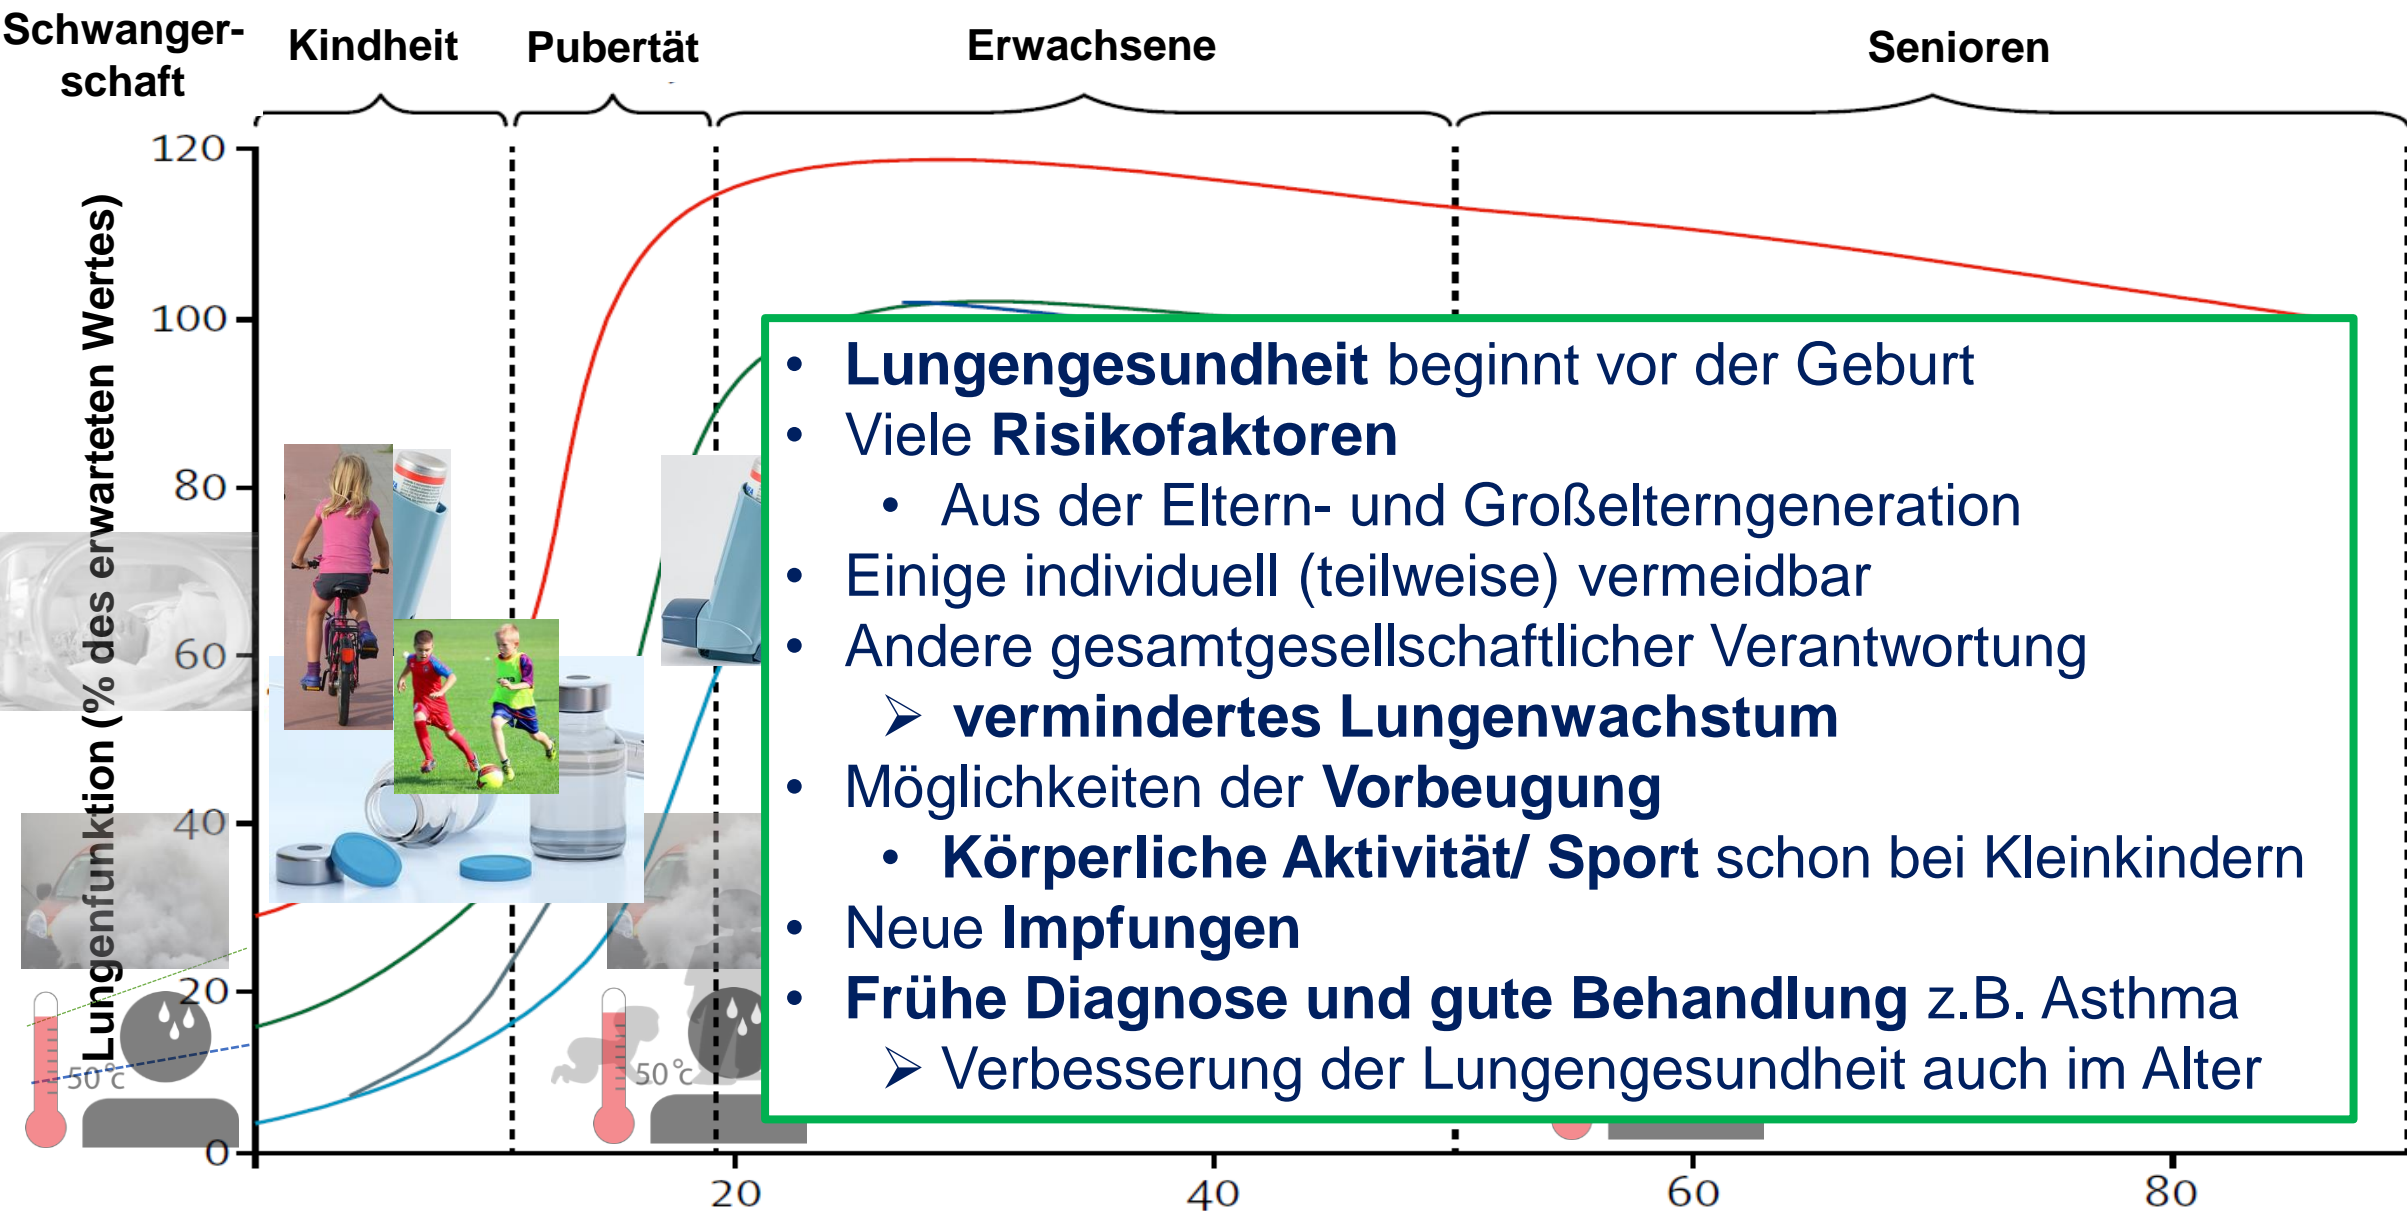 Schwanger-
schaft
Kindheit
Pubertät
Erwachsene
Senioren
Lungenfunktion (% des erwarteten Wertes)
120
100
80
60
40
20
0
• Lungengesundheit beginnt vor der Geburt
• Viele Risikofaktoren
• Aus der Eltern- und Großelterngeneration
• Einige individuell (teilweise) vermeidbar
• Andere gesamtgesellschaftlicher Verantwortung
➢ vermindertes Lungenwachstum
• Möglichkeiten der Vorbeugung
• Körperliche Aktivität/ Sport schon bei Kleinkindern
• Neue Impfungen
• Frühe Diagnose und gute Behandlung z.B. Asthma
➢ Verbesserung der Lungengesundheit auch im Alter
50°c
50°c
20
40
60
80